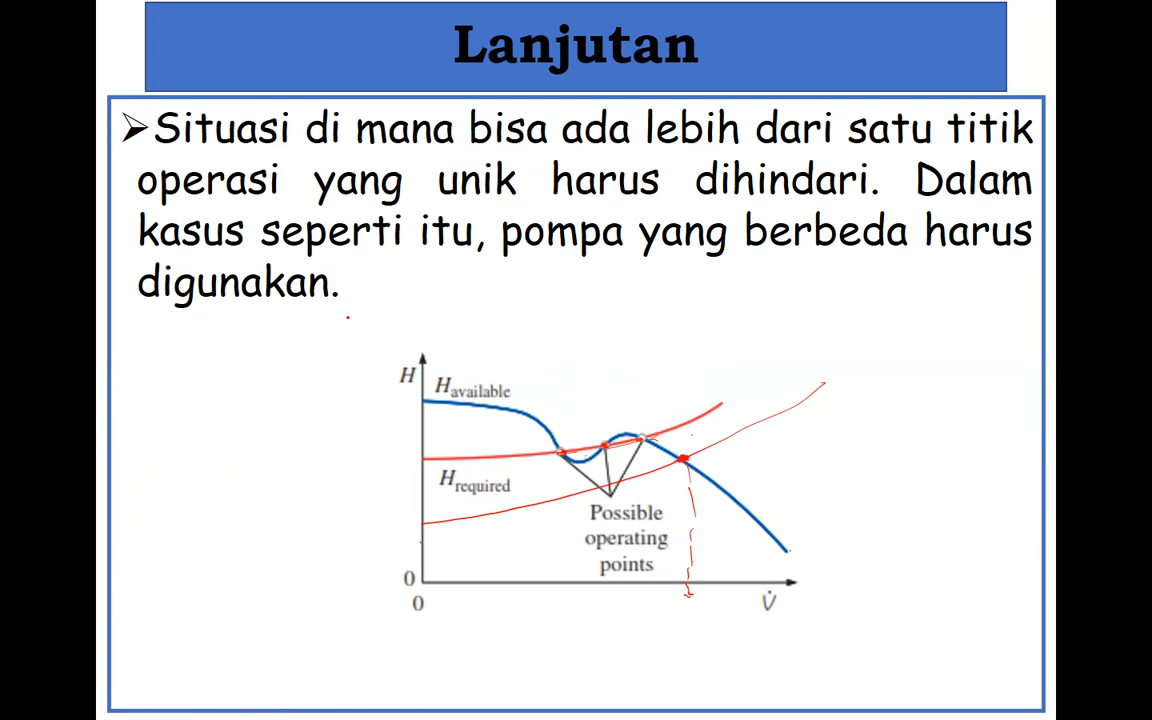 Lanjutan
➢Situasi di mana bisa ada lebih dari satu titik
operasi yang unik harus dihindari. Dalam
kasus seperti itu, pompa yang berbeda harus
digunakan.
H
H available
H required
Possible
operating
points
0
0
V̇